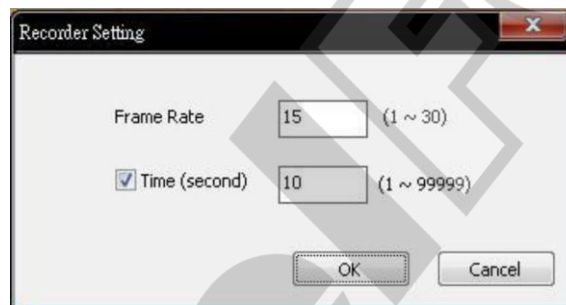 Recorder Setting
Frame Rate 15 (1 ~ 30)
Time (second) 10 (1 ~ 99999)
OK Cancel